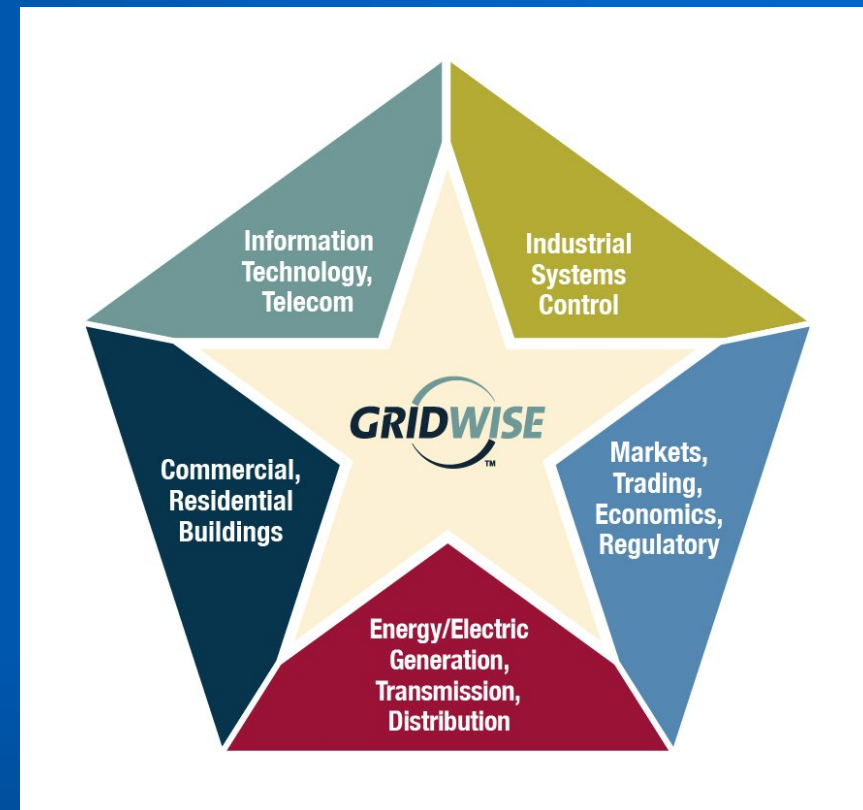 Information
Technology,
Telecom
Industrial
Systems
Control
GRIDWISE
TM
Commercial,
Residential
Buildings
Markets,
Trading,
Economics,
Regulatory
Energy/Electric
Generation,
Transmission,
Distribution